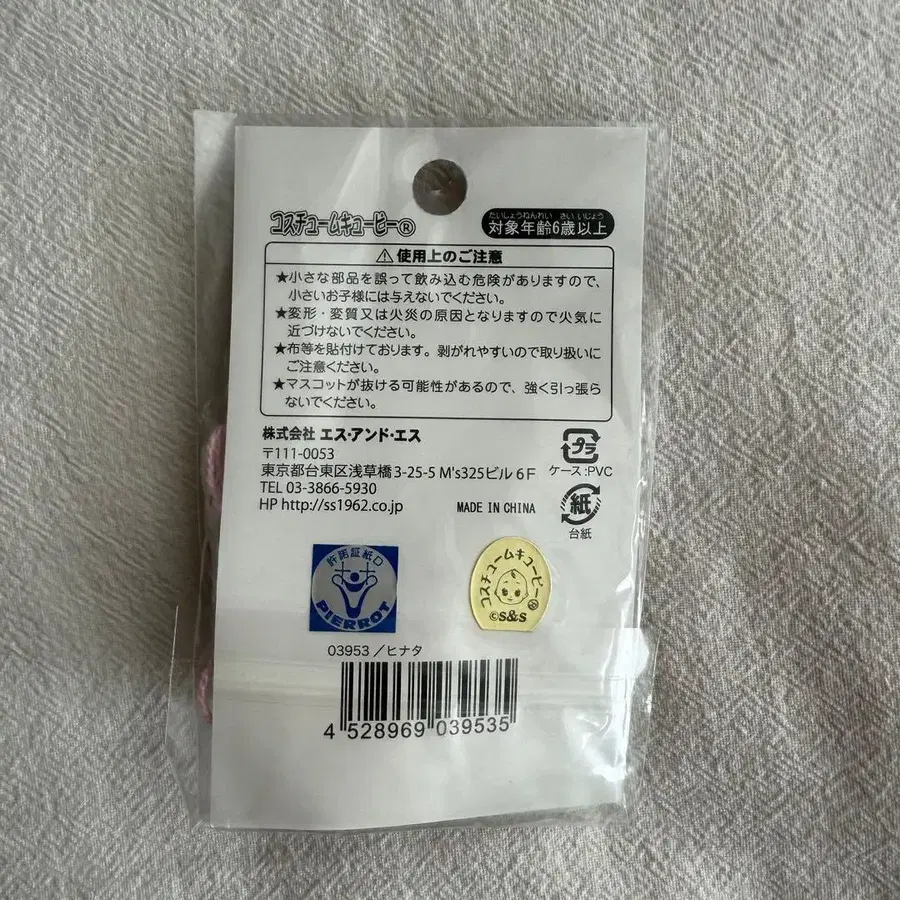 コスチュームキューピー®
たいしょうねんれい さい いじょう
対象年齢6歳以上
⚠使用上のご注意
★小さな部品を誤って飲み込む危険がありますので、
小さいお子様には与えないでください。
★変形・変質又は火災の原因となりますので火気に
近づけないでください。
★布等を貼付けております。剥がれやすいので取り扱いに
ご注意ください。
★マスコットが抜ける可能性があるので、強く引っ張ら
ないでください。
株式会社 エス・アンド・エス
〒111-0053
東京都台東区浅草橋3-25-5 M's325ビル 6F
TEL 03-3866-5930
HP http://ss1962.co.jp
MADE IN CHINA
プラ
ケース:PVC
紙
台紙
許諾証紙D
PIERROT
コスチュームキューピー®
©S&S
03953／ヒナタ
4 528969 039535